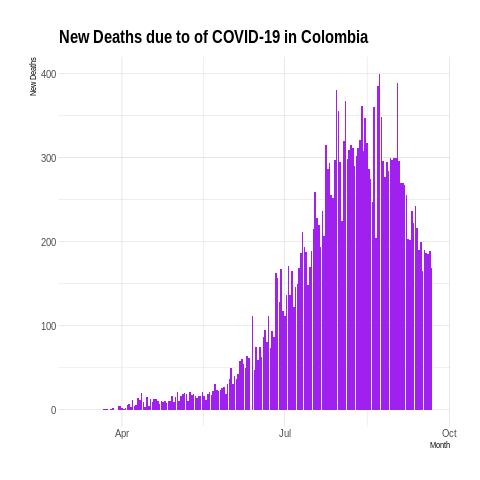 New Deaths due to of COVID-19 in Colombia
New Deaths
400
300
200
100
0
Apr
Jul
Oct
Month